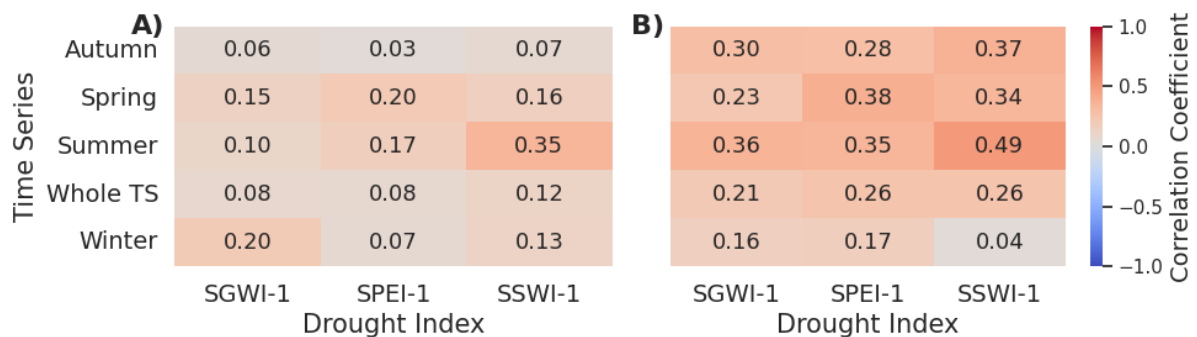 A)
B)
Time Series
Autumn 0.06 0.03 0.07 0.30 0.28 0.37
Spring 0.15 0.20 0.16 0.23 0.38 0.34
Summer 0.10 0.17 0.35 0.36 0.35 0.49
Whole TS 0.08 0.08 0.12 0.21 0.26 0.26
Winter 0.20 0.07 0.13 0.16 0.17 0.04
SGWI-1 SPEI-1 SSWI-1 SGWI-1 SPEI-1 SSWI-1
Drought Index Drought Index
1.0
0.5
0.0
−0.5
−1.0
Correlation Coefficient